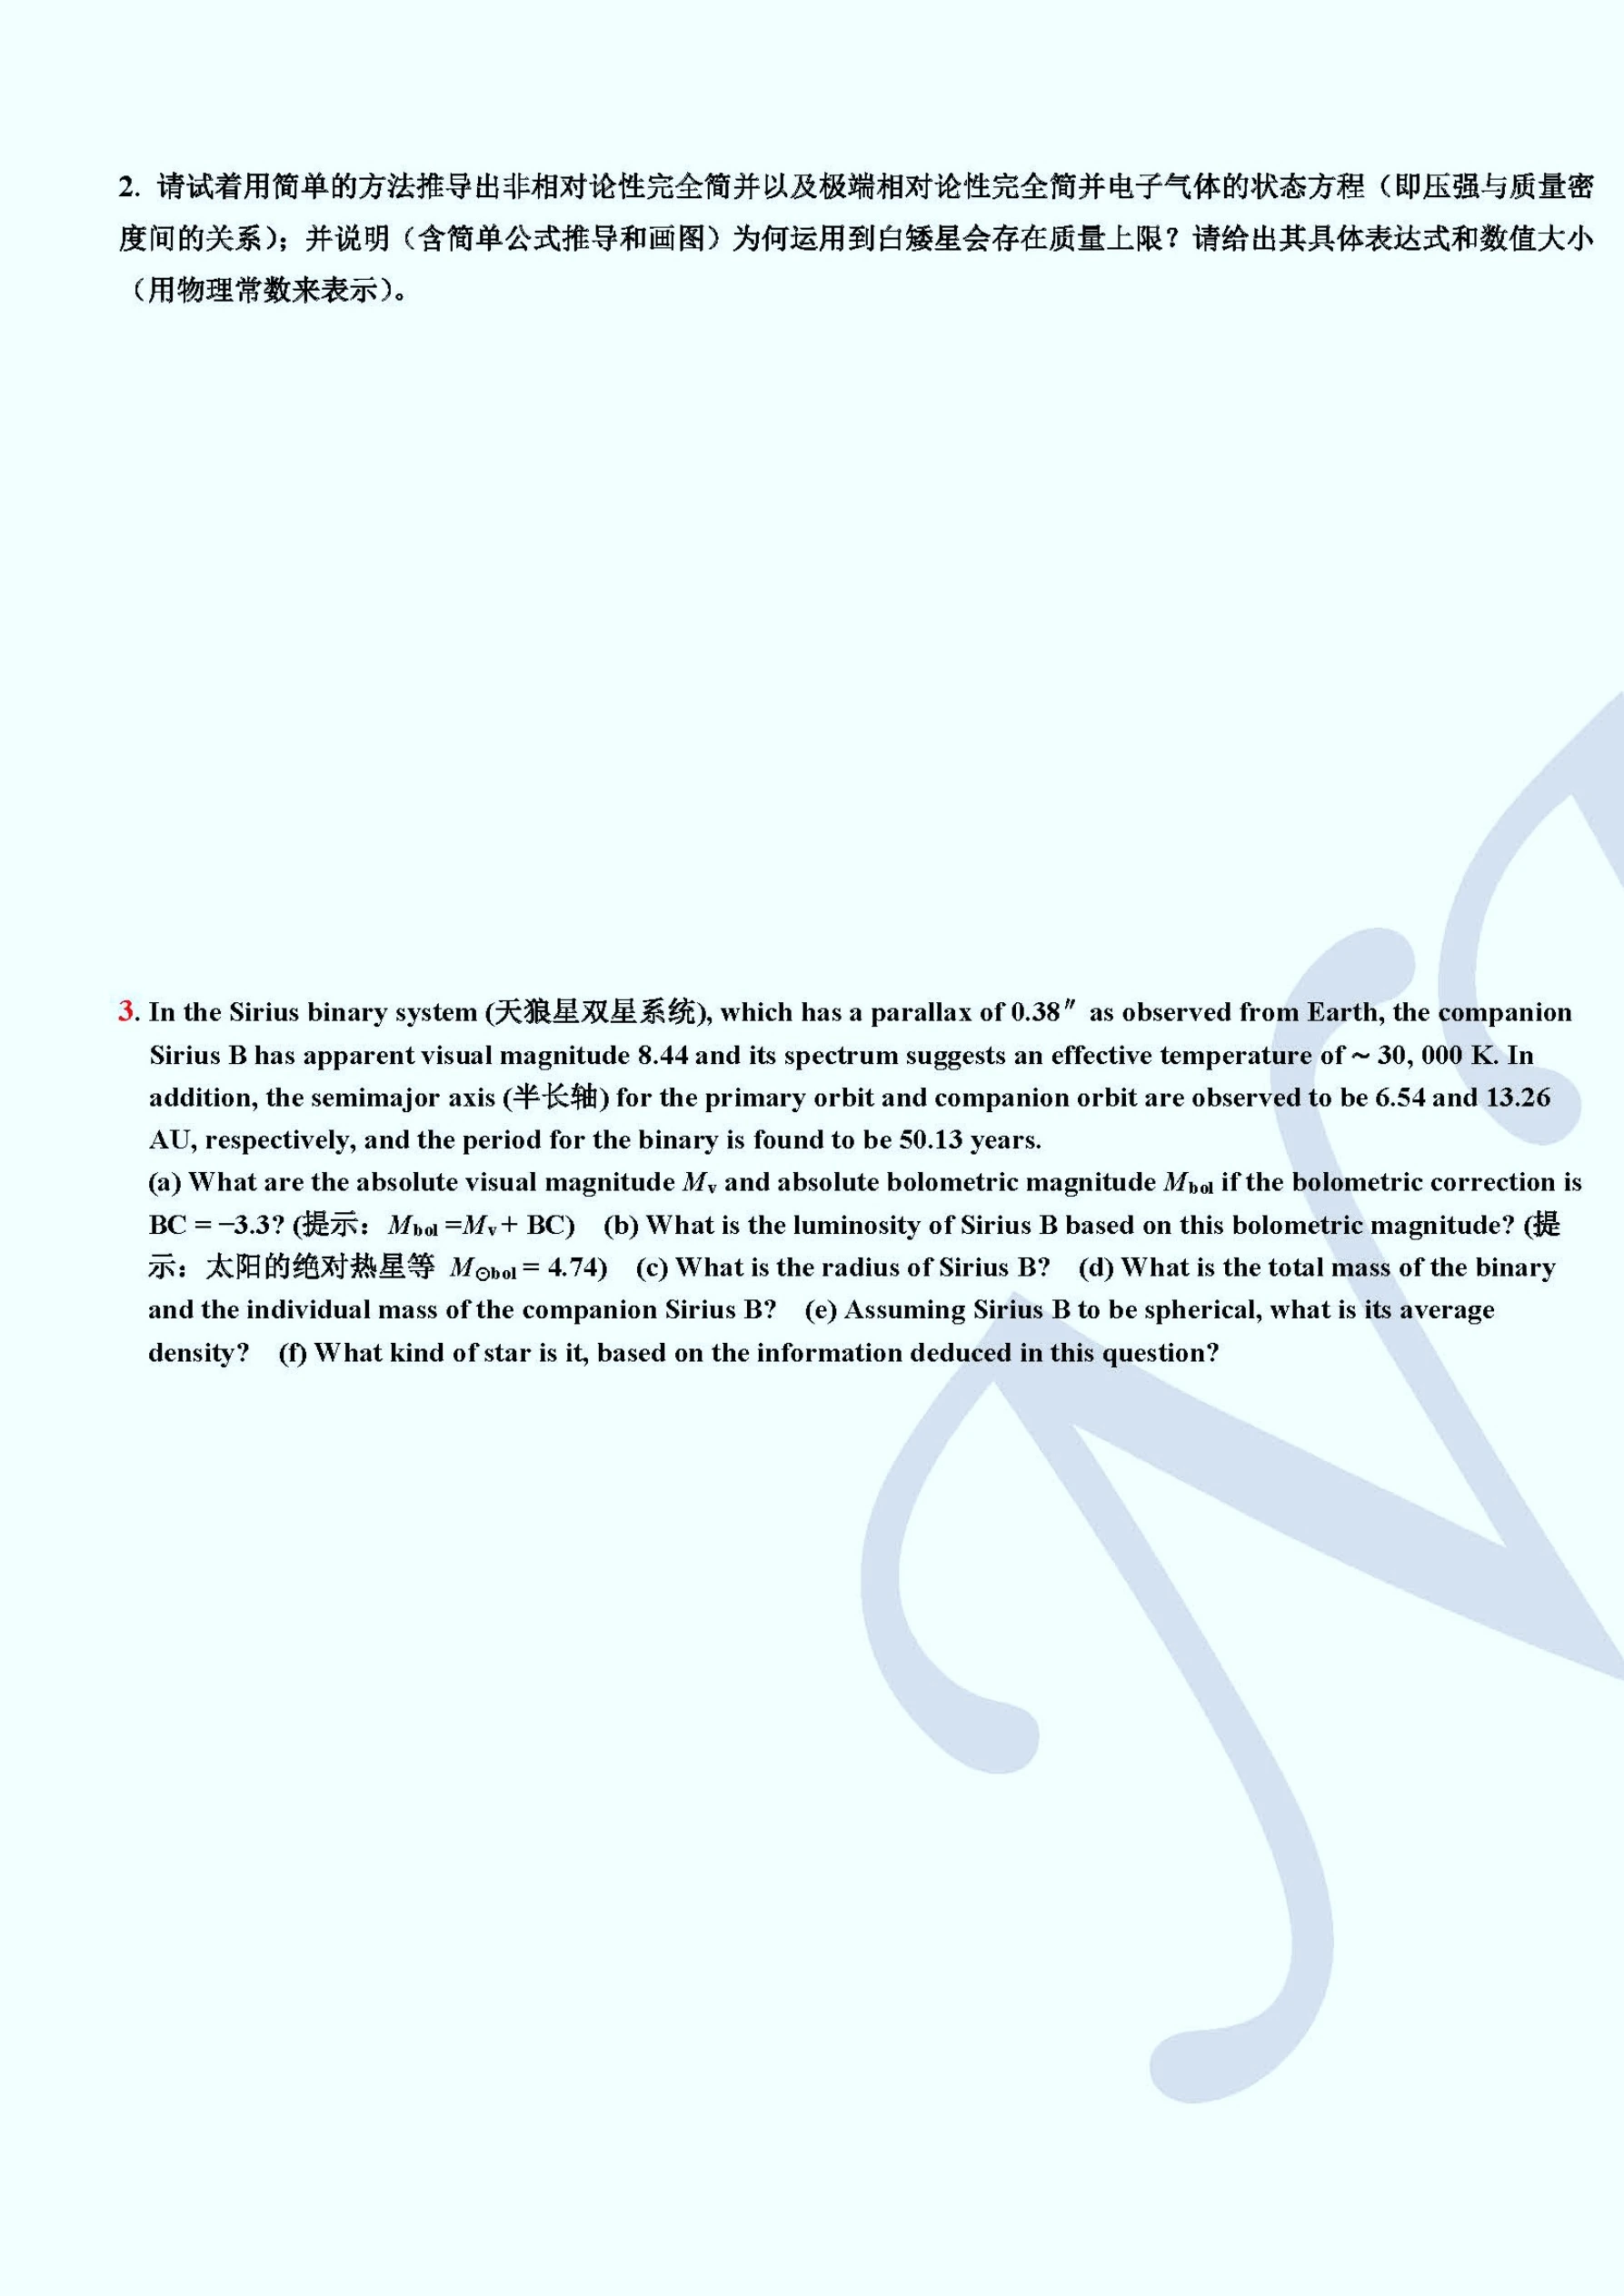 2. 请试着用简单的方法推导出非相对论性完全简并以及极端相对论性完全简并电子气体的状态方程（即压强与质量密
度间的关系）；并说明（含简单公式推导和画图）为何运用到白矮星会存在质量上限？请给出其具体表达式和数值大小
（用物理常数来表示）。
3. In the Sirius binary system (天狼星双星系统), which has a parallax of 0.38″ as observed from Earth, the companion
Sirius B has apparent visual magnitude 8.44 and its spectrum suggests an effective temperature of ~ 30, 000 K. In
addition, the semimajor axis (半长轴) for the primary orbit and companion orbit are observed to be 6.54 and 13.26
AU, respectively, and the period for the binary is found to be 50.13 years.
(a) What are the absolute visual magnitude Mv and absolute bolometric magnitude Mbol if the bolometric correction is
BC = −3.3? (提示：Mbol =Mv+ BC) (b) What is the luminosity of Sirius B based on this bolometric magnitude? (提
示：太阳的绝对热星等 M⊙bol = 4.74) (c) What is the radius of Sirius B? (d) What is the total mass of the binary
and the individual mass of the companion Sirius B? (e) Assuming Sirius B to be spherical, what is its average
density? (f) What kind of star is it, based on the information deduced in this question?